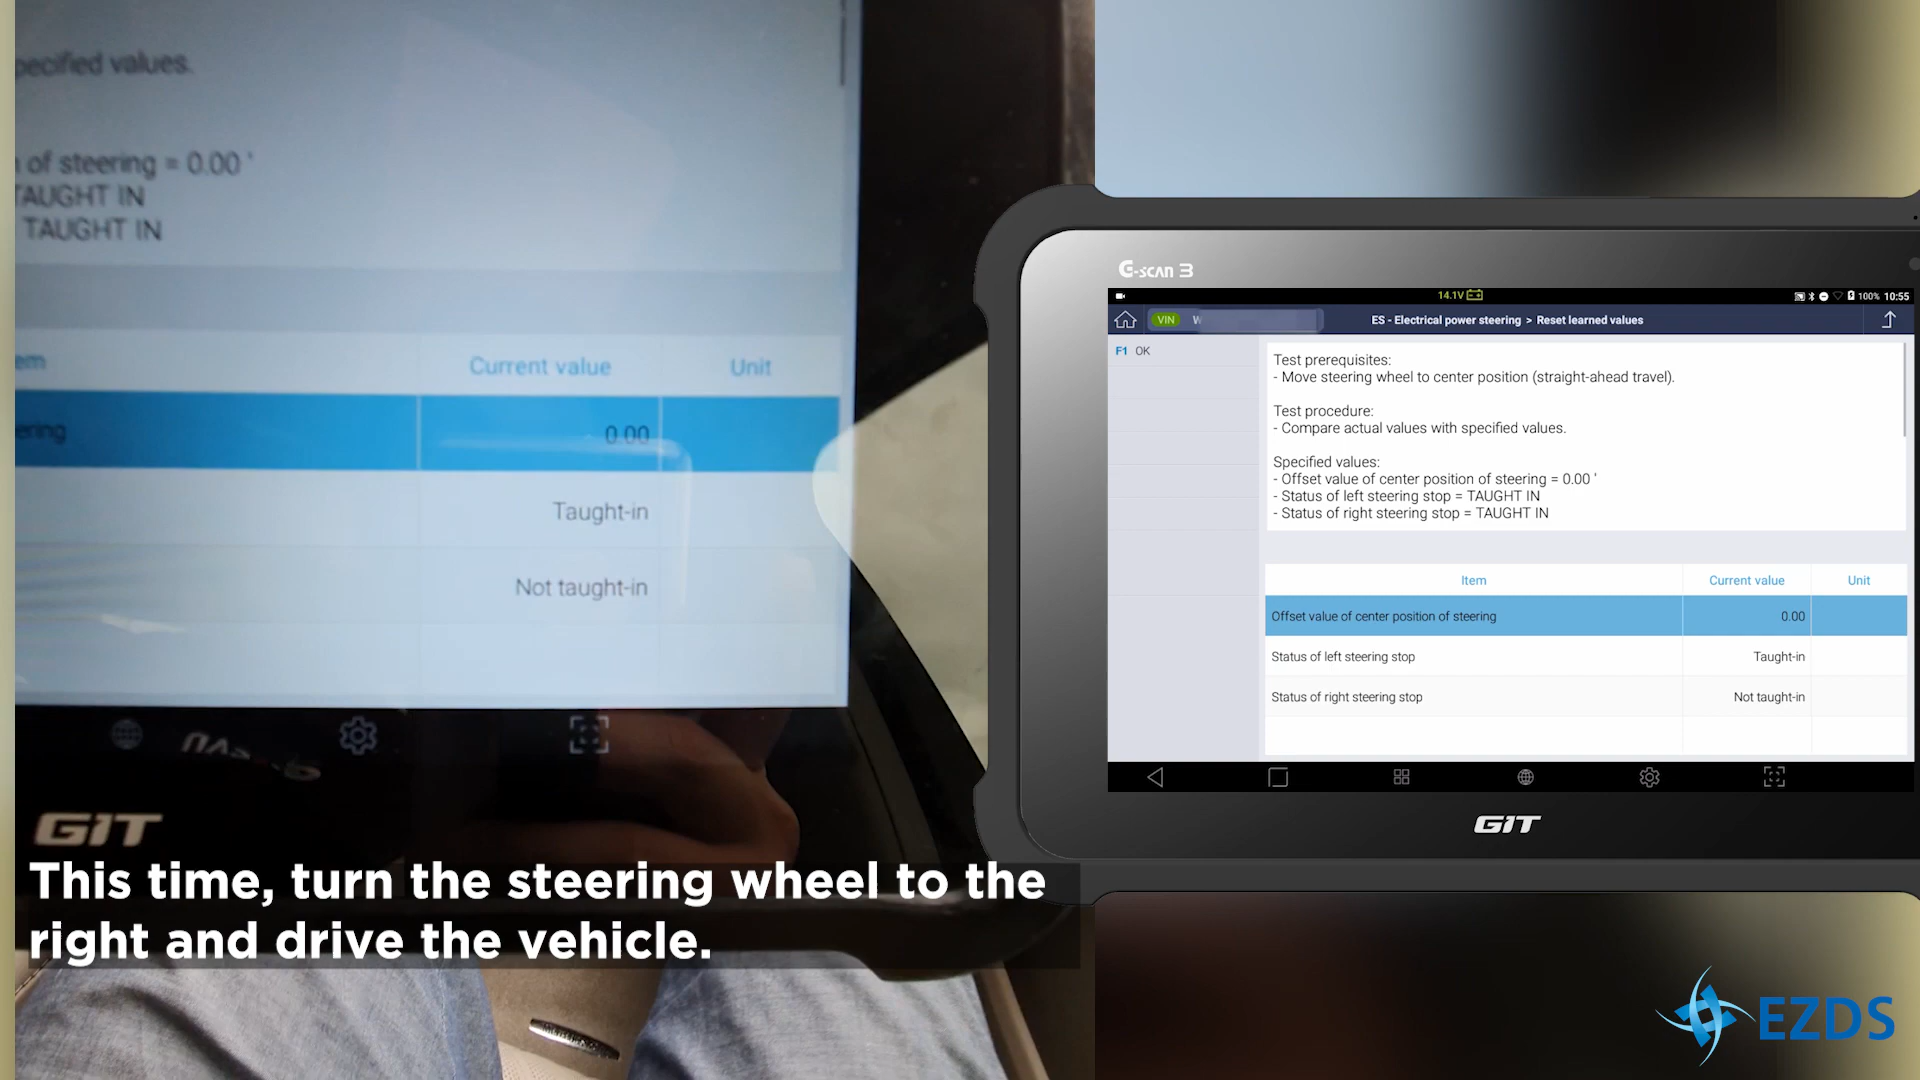 pecified values.
of steering = 0.00 '
TAUGHT IN
TAUGHT IN
em
Current value
Unit
ering
0.00
Taught-in
Not taught-in
GIT
This time, turn the steering wheel to the
right and drive the vehicle.
G-SCAN 3
14.1V
100% 10:55
VIN W
ES - Electrical power steering > Reset learned values
F1 OK
Test prerequisites:
- Move steering wheel to center position (straight-ahead travel).
Test procedure:
- Compare actual values with specified values.
Specified values:
- Offset value of center position of steering = 0.00 '
- Status of left steering stop = TAUGHT IN
- Status of right steering stop = TAUGHT IN
Item Current value Unit
Offset value of center position of steering 0.00
Status of left steering stop Taught-in
Status of right steering stop Not taught-in
GIT
EZDS